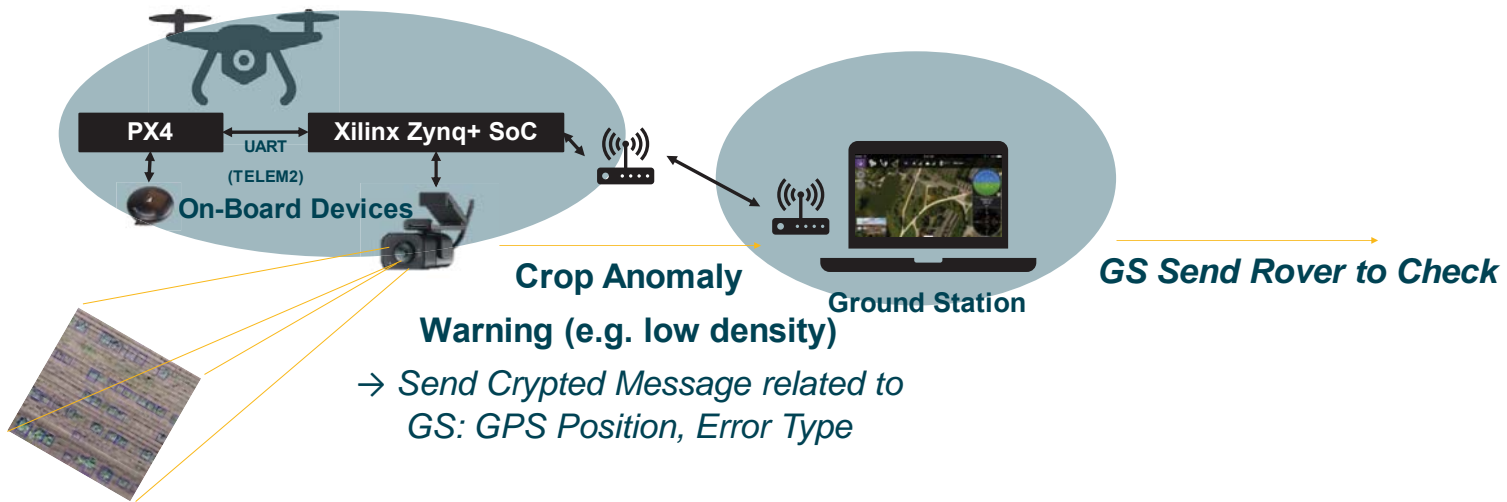 PX4
Xilinx Zynq+ SoC
UART
(TELEM2)
On-Board Devices
Crop Anomaly
Warning (e.g. low density)
→ Send Crypted Message related to
GS: GPS Position, Error Type
Ground Station
GS Send Rover to Check